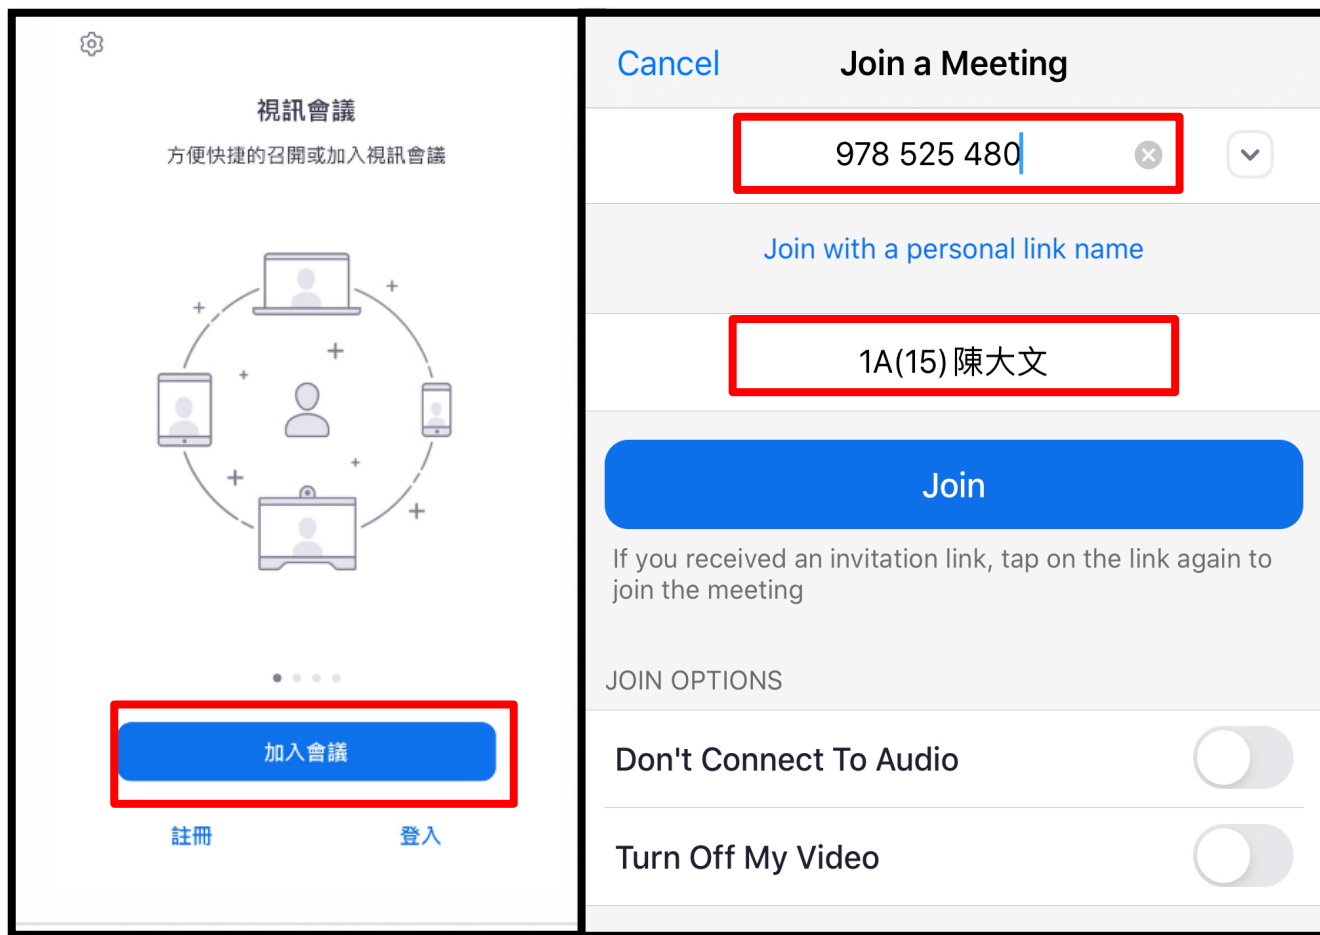 視訊會議
方便快捷的召開或加入視訊會議
加入會議
註冊
登入
Cancel
Join a Meeting
978 525 480
Join with a personal link name
1A(15)陳大文
Join
If you received an invitation link, tap on the link again to
join the meeting
JOIN OPTIONS
Don't Connect To Audio
Turn Off My Video